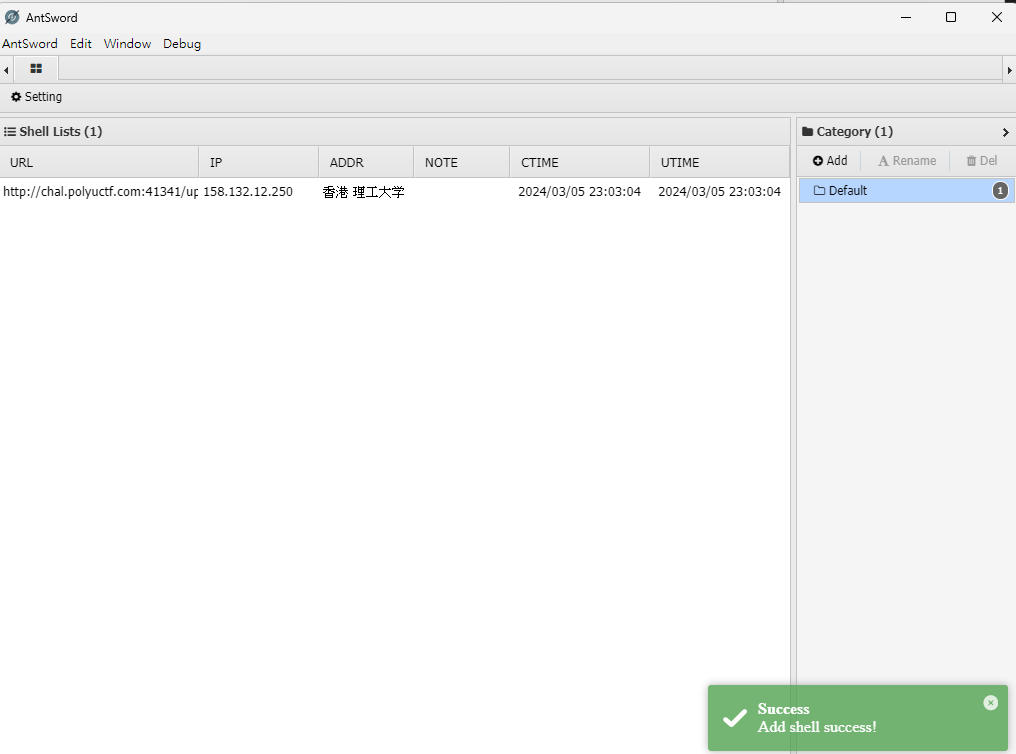 AntSword
AntSword Edit Window Debug
Setting
Shell Lists (1)
URL IP ADDR NOTE CTIME UTIME
http://chal.polyuctf.com:41341/up 158.132.12.250 香港 理工大学 2024/03/05 23:03:04 2024/03/05 23:03:04
Category (1)
Add Rename Del
Default 1
Success
Add shell success!